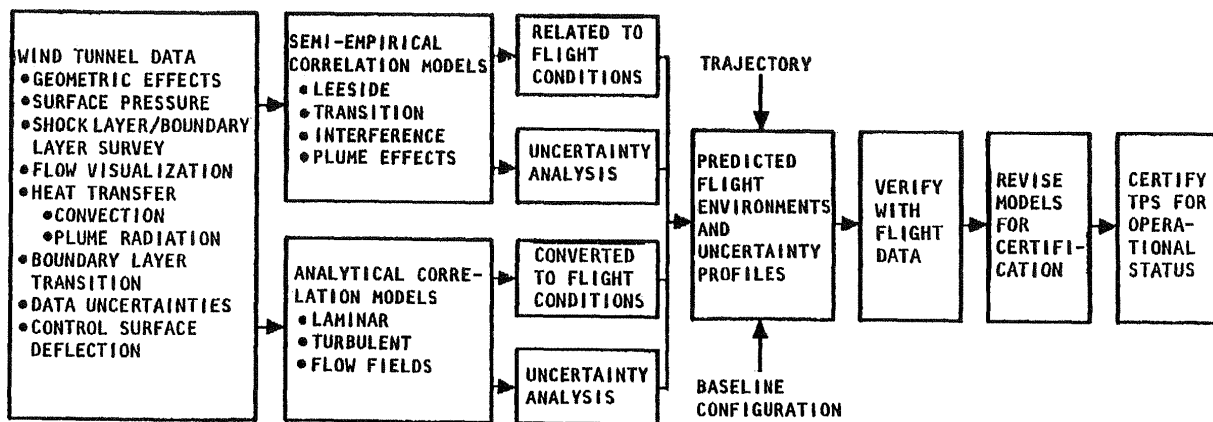 WIND TUNNEL DATA
●GEOMETRIC EFFECTS
●SURFACE PRESSURE
●SHOCK LAYER/BOUNDARY
LAYER SURVEY
●FLOW VISUALIZATION
●HEAT TRANSFER
●CONVECTION
●PLUME RADIATION
●BOUNDARY LAYER
TRANSITION
●DATA UNCERTAINTIES
●CONTROL SURFACE
DEFLECTION
SEMI-EMPIRICAL
CORRELATION MODELS
●LEESIDE
●TRANSITION
●INTERFERENCE
●PLUME EFFECTS
ANALYTICAL CORRE-
LATION MODELS
●LAMINAR
●TURBULENT
●FLOW FIELDS
RELATED TO
FLIGHT
CONDITIONS
UNCERTAINTY
ANALYSIS
CONVERTED
TO FLIGHT
CONDITIONS
UNCERTAINTY
ANALYSIS
TRAJECTORY
PREDICTED
FLIGHT
ENVIRONMENTS
AND
UNCERTAINTY
PROFILES
BASELINE
CONFIGURATION
VERIFY
WITH
FLIGHT
DATA
REVISE
MODELS
FOR
CERTIFI-
CATION
CERTIFY
TPS FOR
OPERA-
TIONAL
STATUS